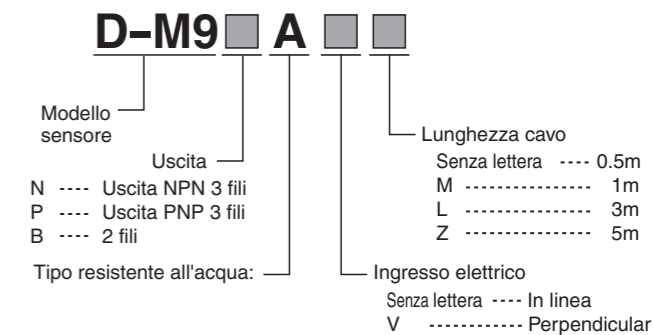 D-M9 A
Modello
sensore
Uscita
N ---- Uscita NPN 3 fili
P ---- Uscita PNP 3 fili
B ---- 2 fili
Tipo resistente all'acqua:
Lunghezza cavo
Senza lettera ---- 0.5m
M --------------- 1m
L --------------- 3m
Z --------------- 5m
Ingresso elettrico
Senza lettera ---- In linea
V ------------ Perpendicular